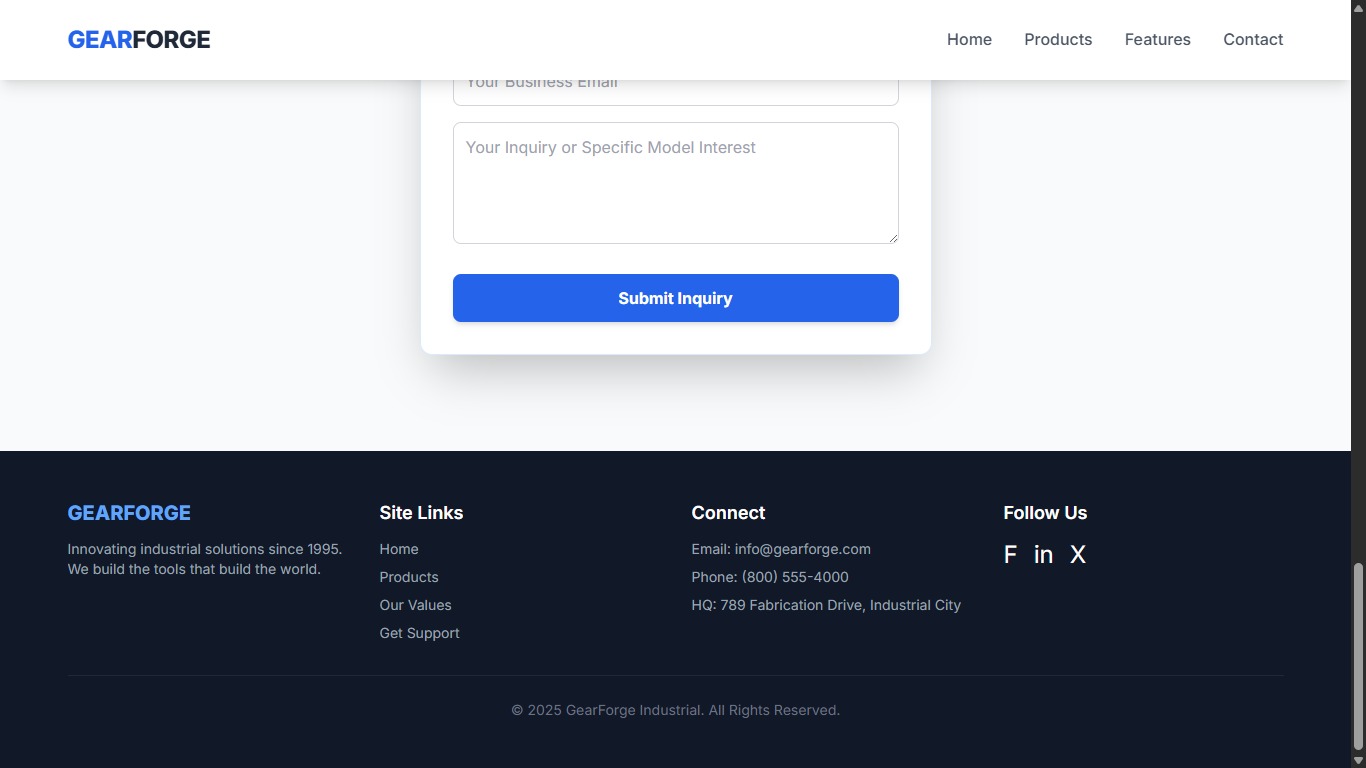 GEARFORGE
Home
Products
Features
Contact
Your Business Email
Your Inquiry or Specific Model Interest
Submit Inquiry
GEARFORGE
Innovating industrial solutions since 1995.
We build the tools that build the world.
Site Links
Home
Products
Our Values
Get Support
Connect
Email: info@gearforge.com
Phone: (800) 555-4000
HQ: 789 Fabrication Drive, Industrial City
Follow Us
F in X
© 2025 GearForge Industrial. All Rights Reserved.